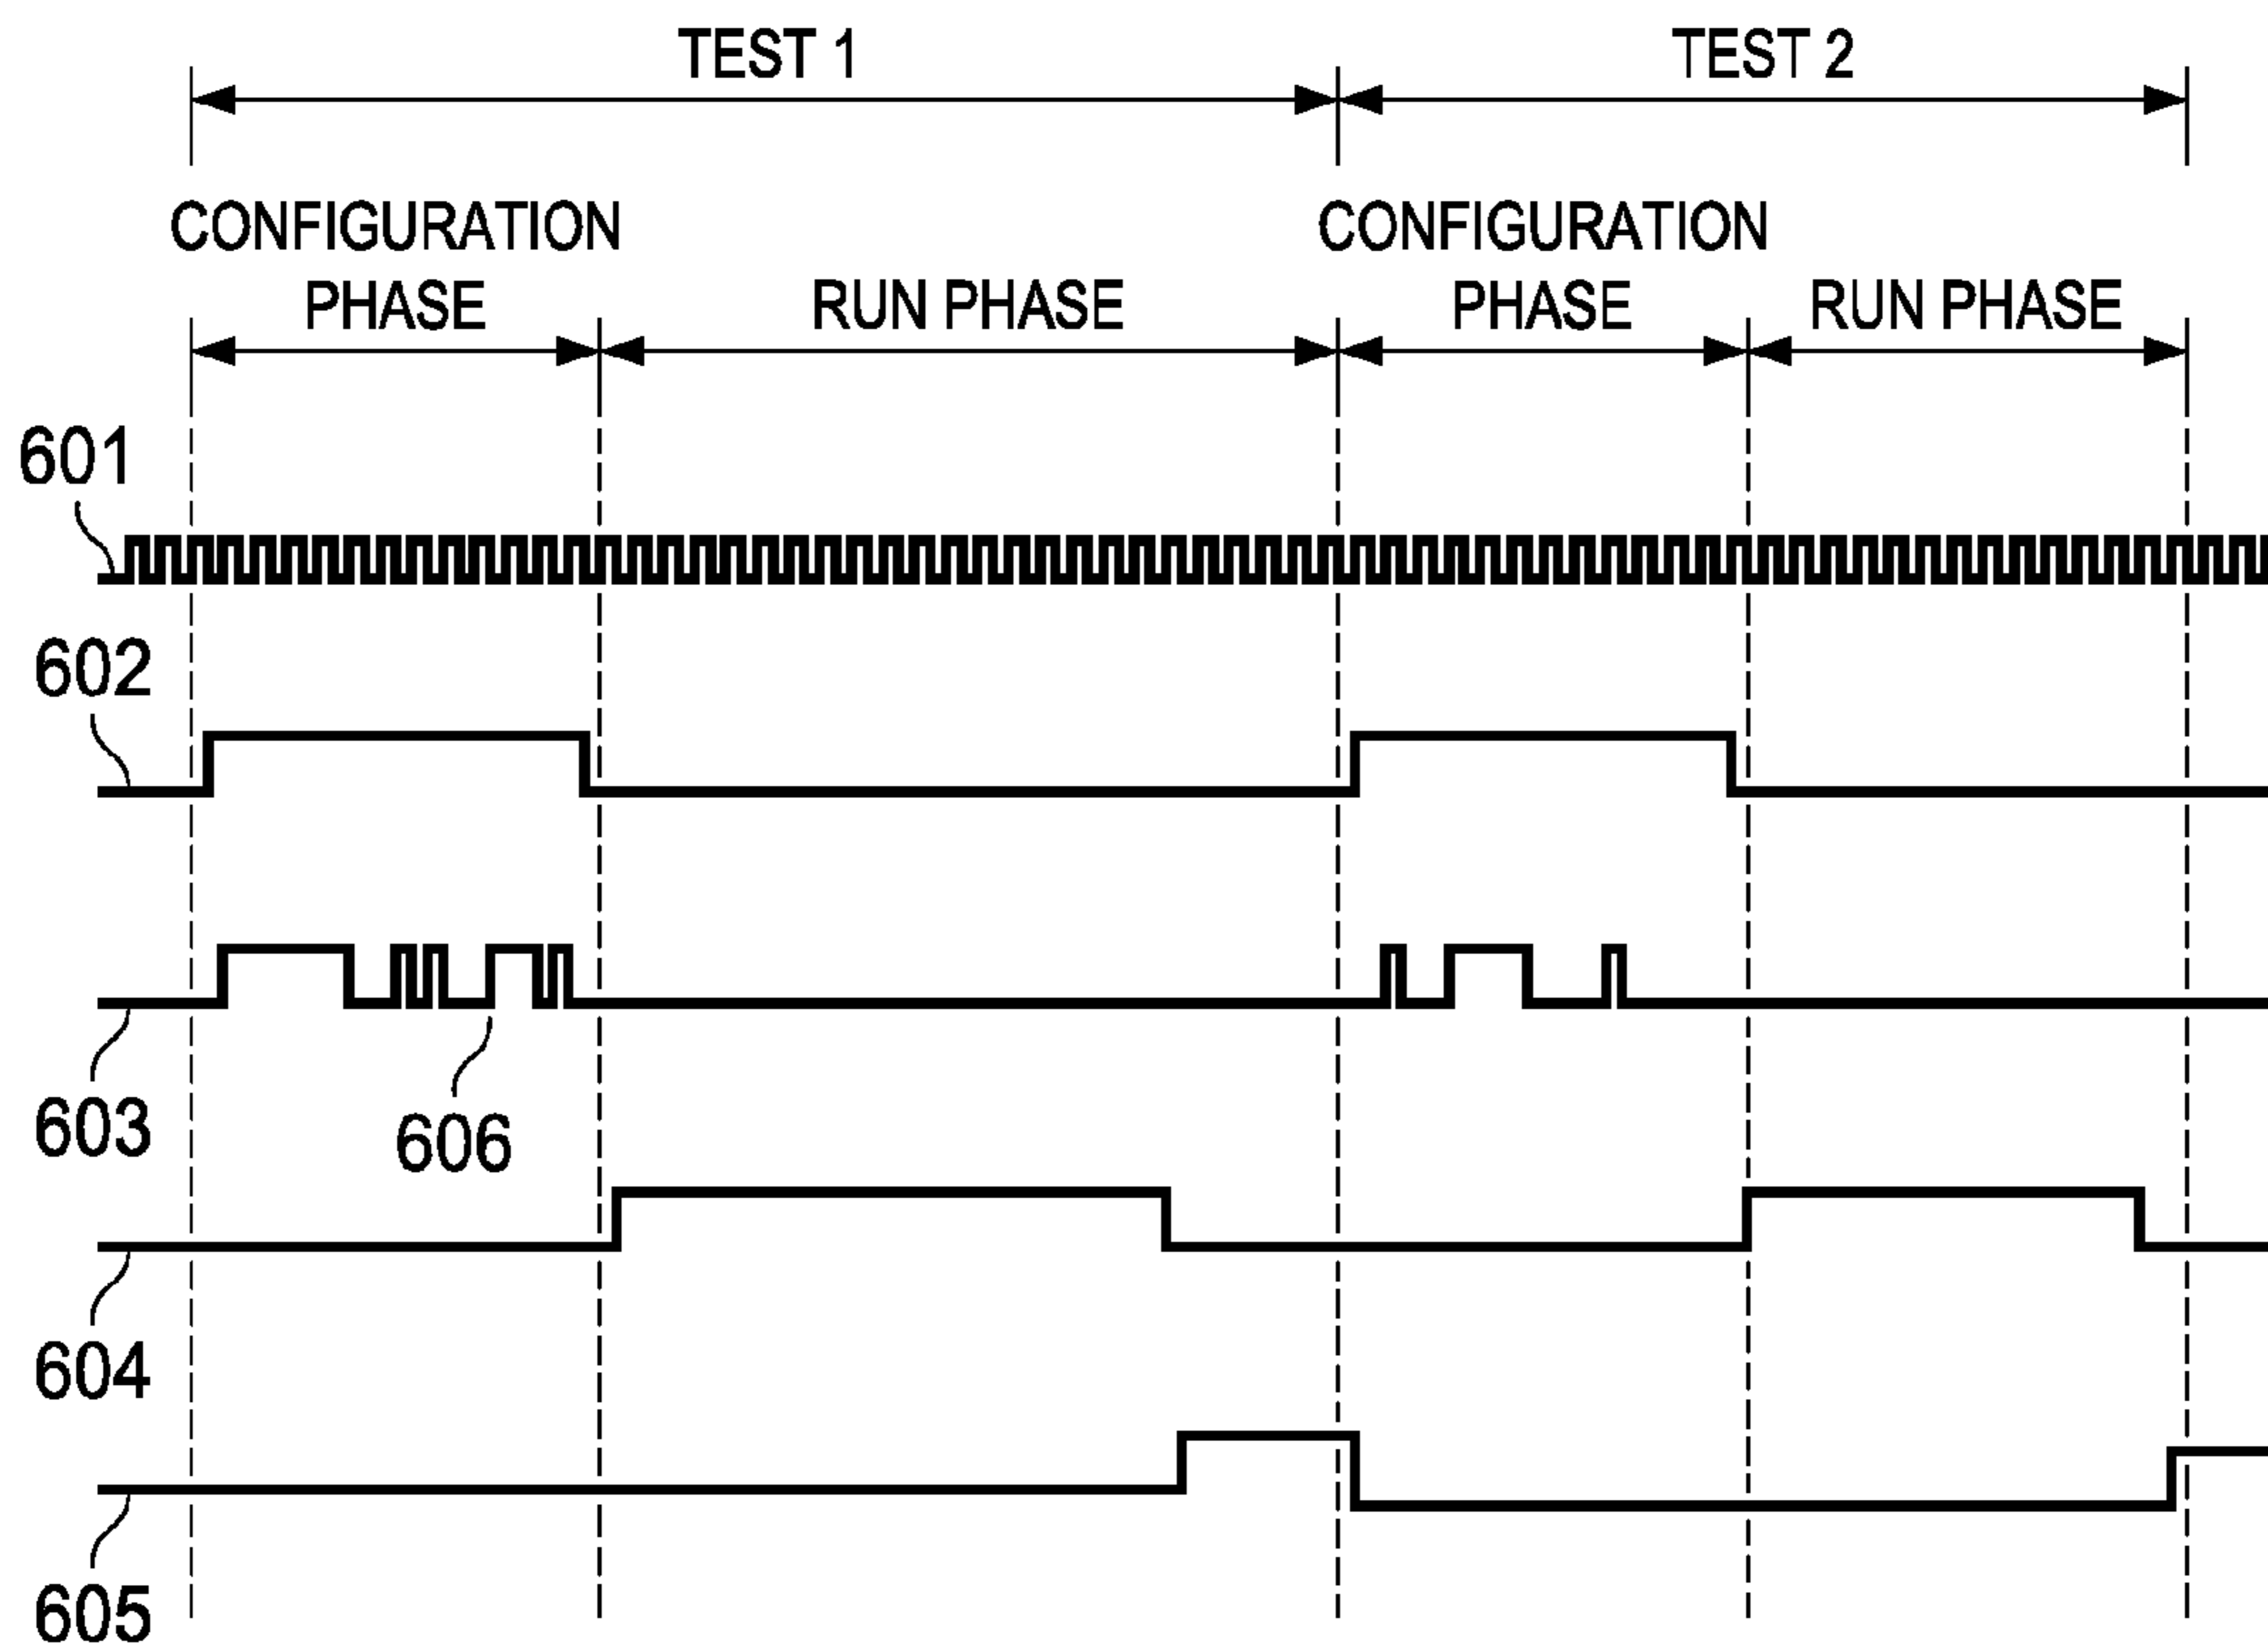 TEST 1
TEST 2
CONFIGURATION
PHASE
RUN PHASE
CONFIGURATION
PHASE
RUN PHASE
601
602
603
606
604
605